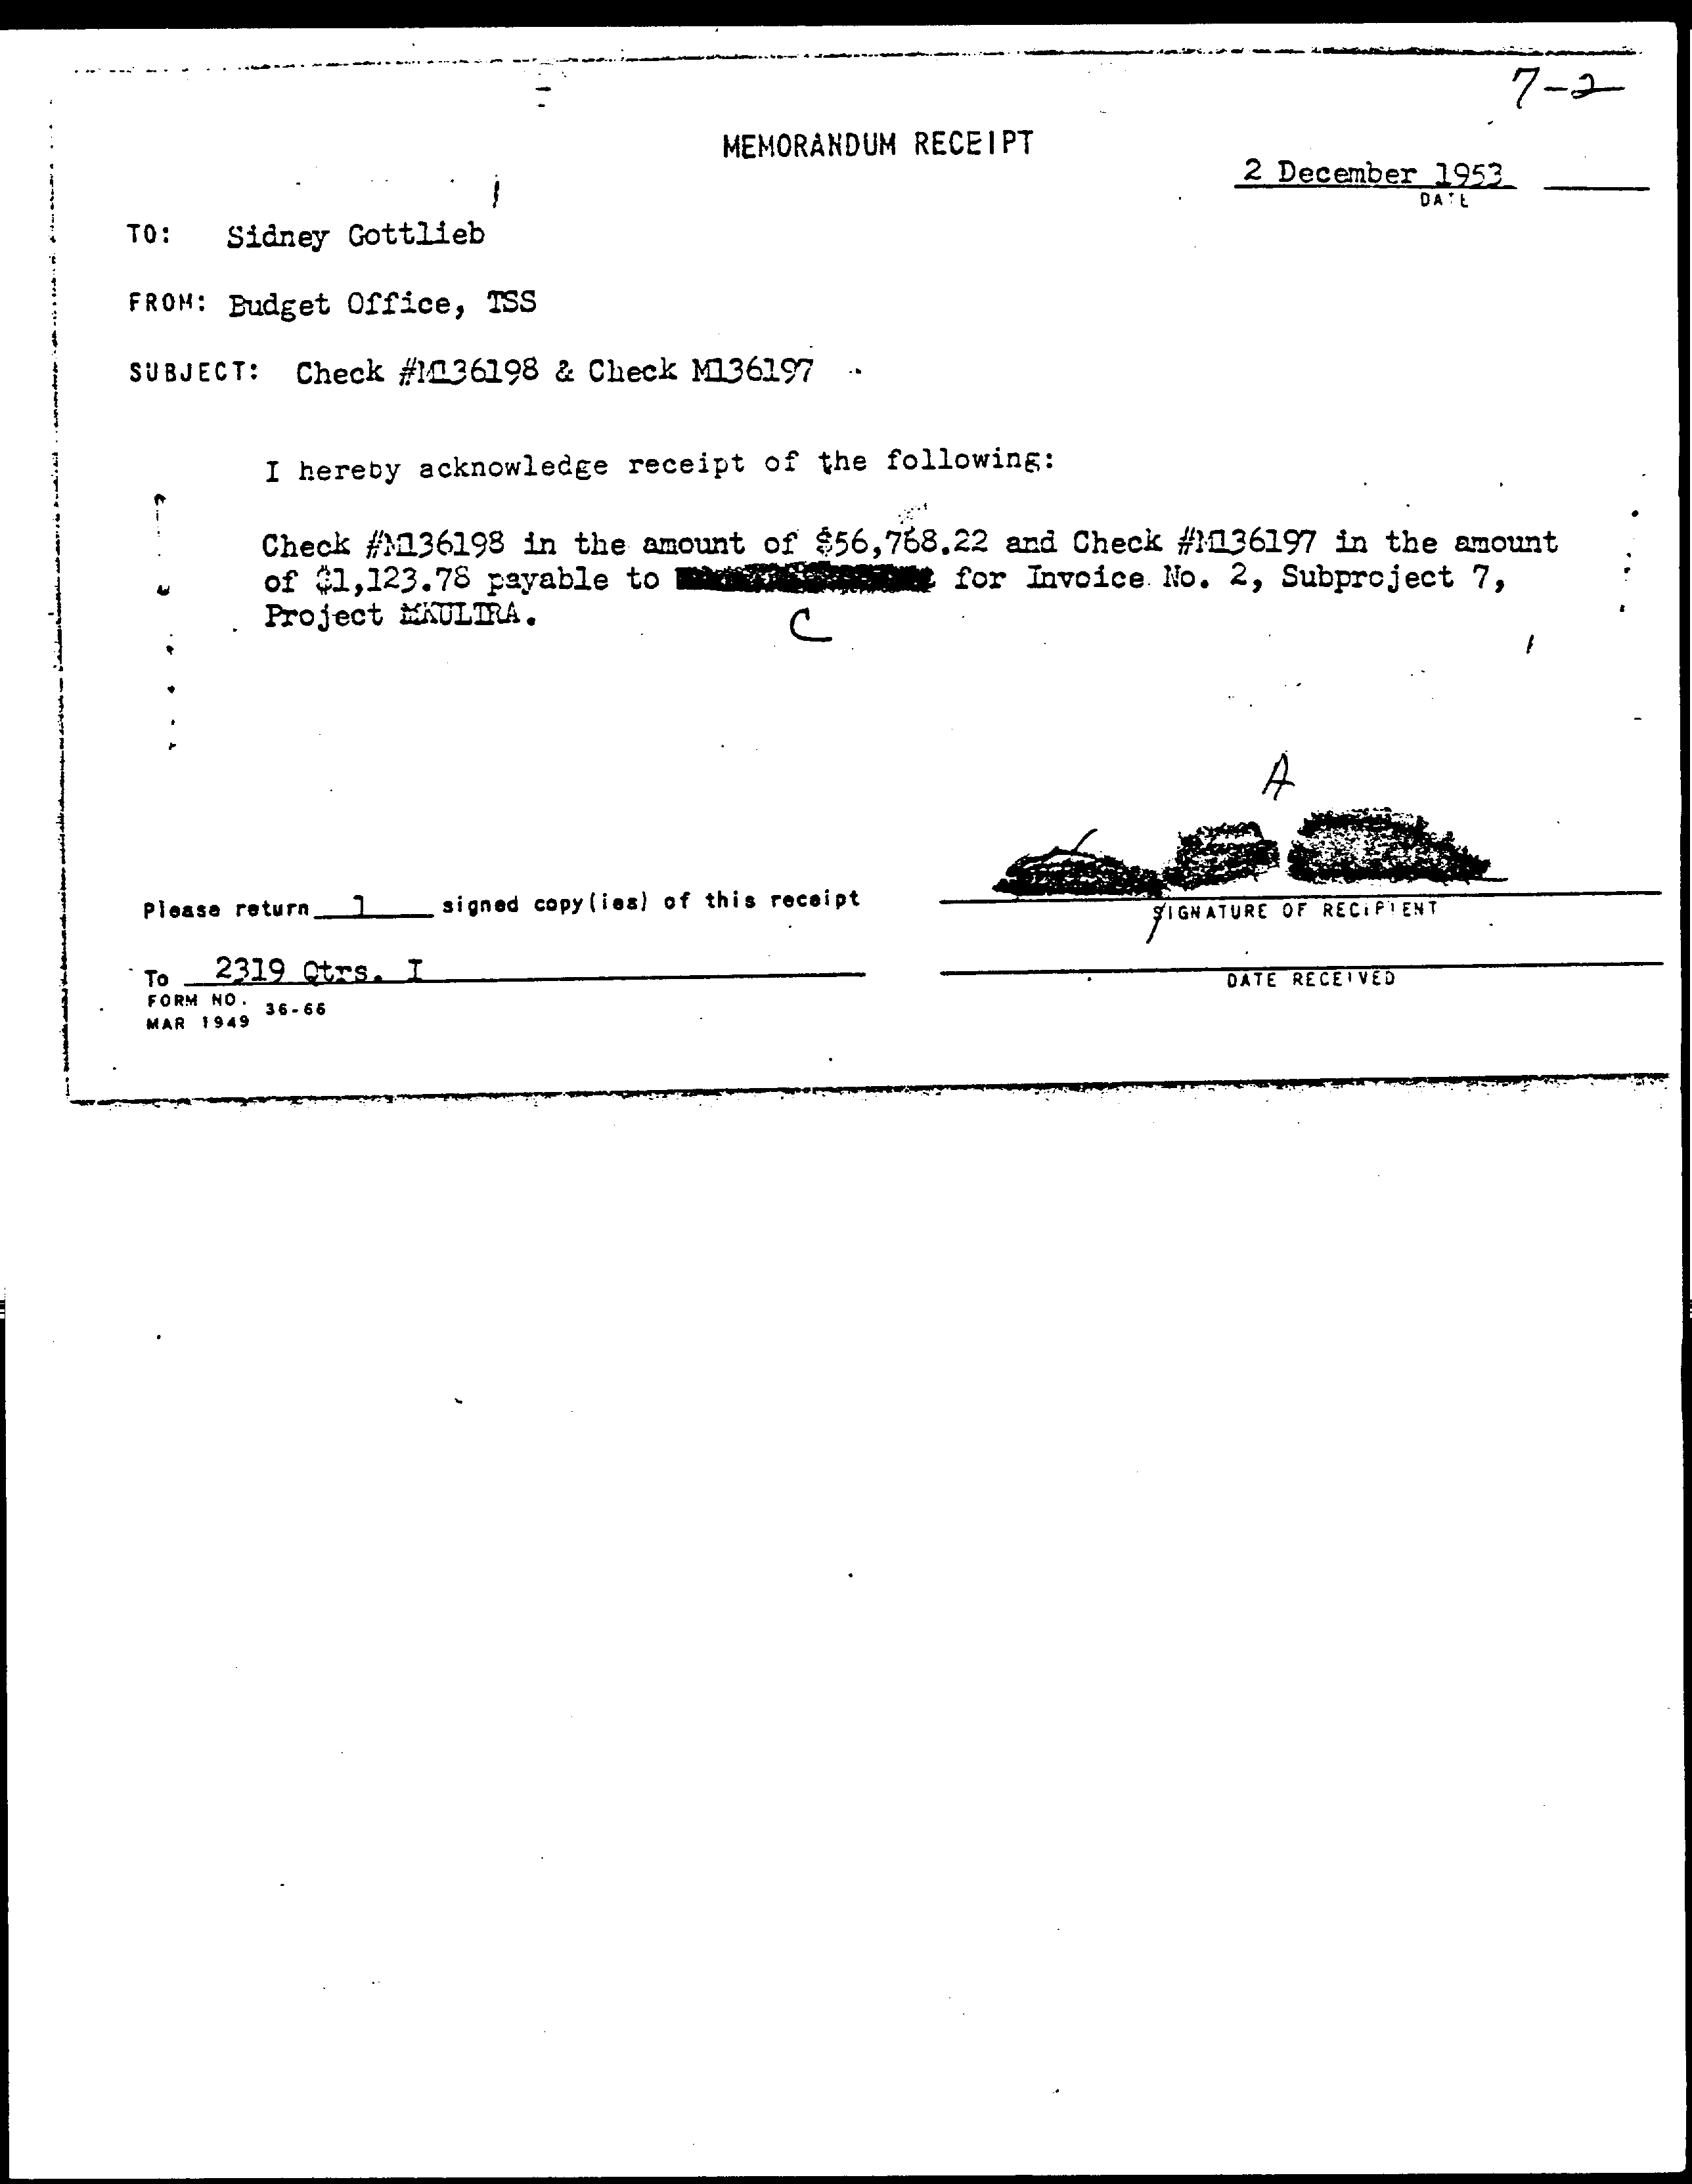 7-2
MEMORANDUM RECEIPT
2 December 1953
DATE
TO: Sidney Gottlieb
FROM: Budget Office, TSS
SUBJECT: Check #M136198 & Check M136197
I hereby acknowledge receipt of the following:
Check #M136198 in the amount of $56,768.22 and Check #M136197 in the amount
of $1,123.78 payable to for Invoice No. 2, Subproject 7,
Project MKULTRA.
C
A
Please return 1 signed copy(ies) of this receipt
SIGNATURE OF RECIPIENT
To 2319 Qtrs. I
DATE RECEIVED
FORM NO. 36-66
MAR 1949